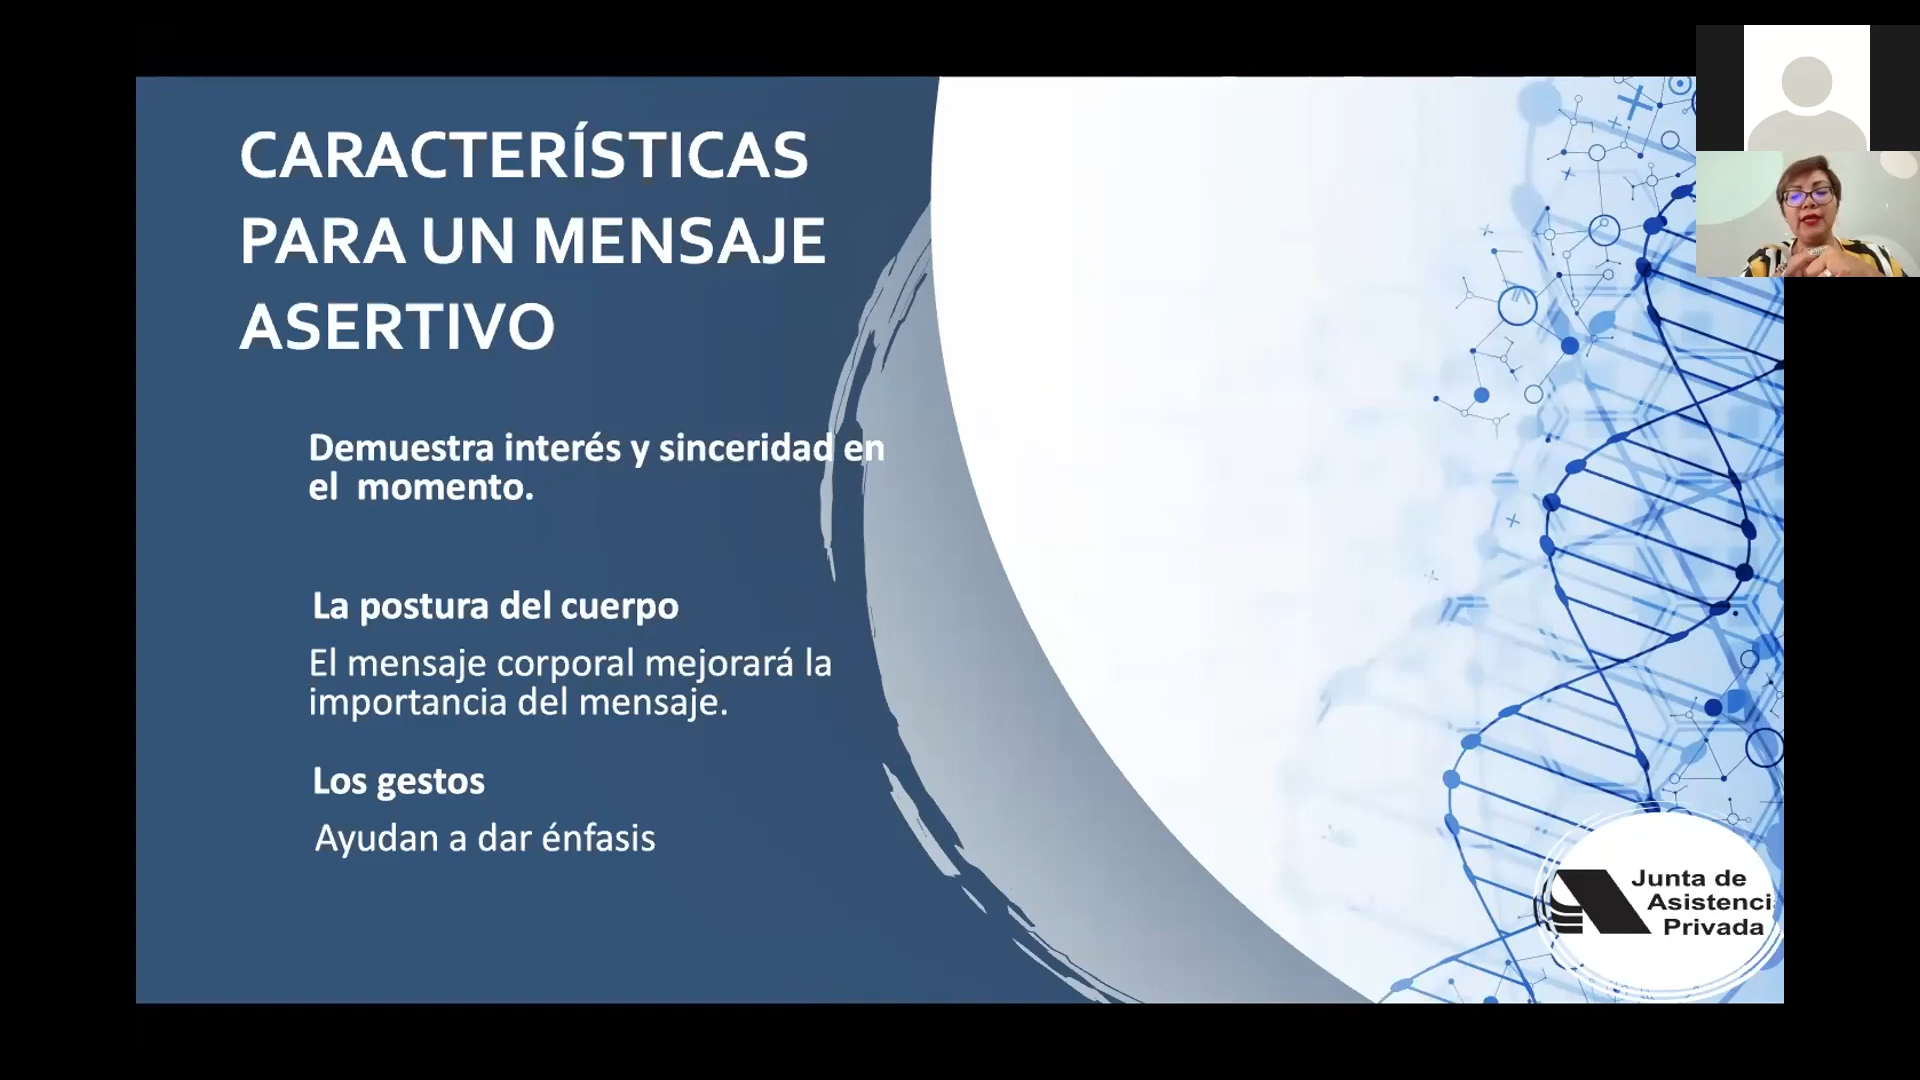 CARACTERÍSTICAS
PARA UN MENSAJE
ASERTIVO
Demuestra interés y sinceridad en
el  momento.
La postura del cuerpo
El mensaje corporal mejorará la
importancia del mensaje.
Los gestos
Ayudan a dar énfasis
Junta de
Asistenci
Privada